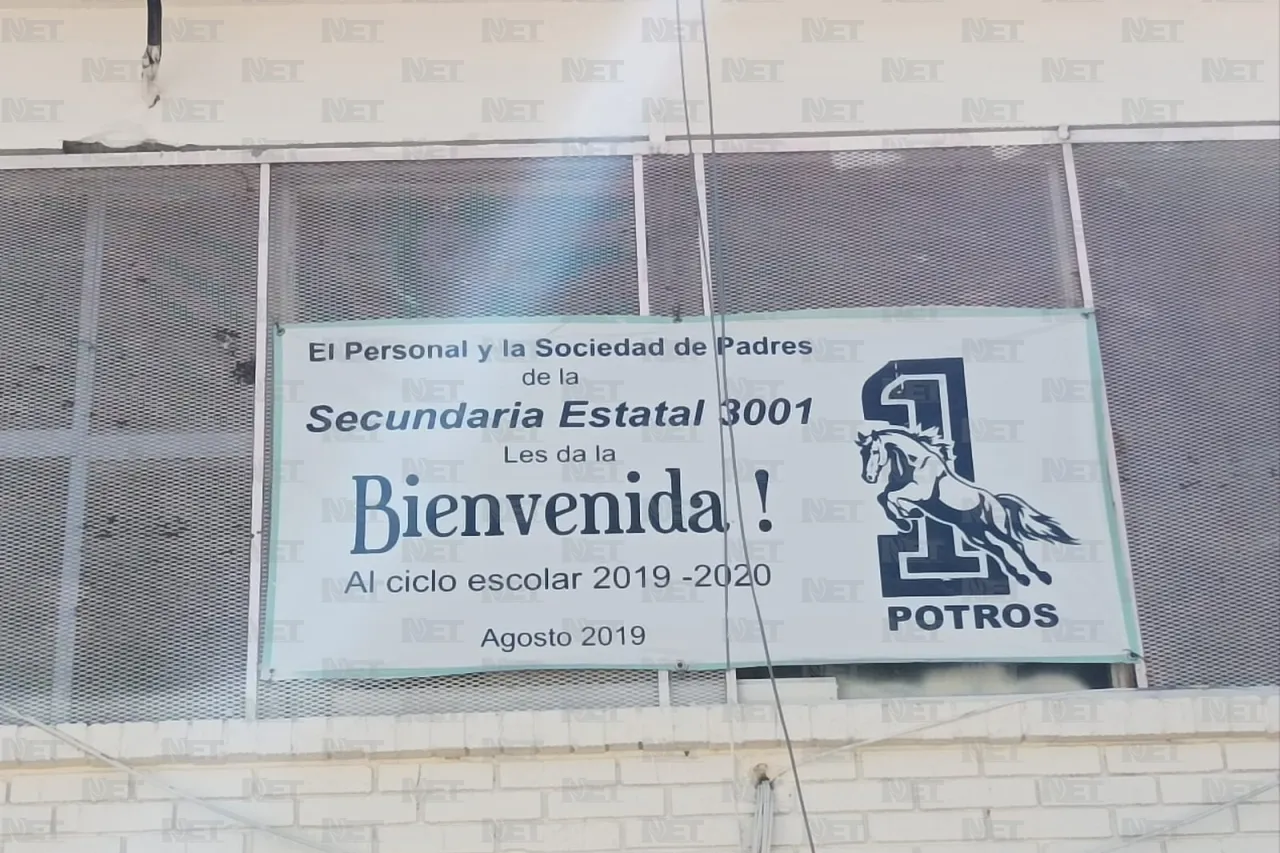 El Personal y la Sociedad de Padres
de la
Secundaria Estatal 3001
Les da la
Bienvenida !
Al ciclo escolar 2019 -2020
Agosto 2019
1
POTROS
NET